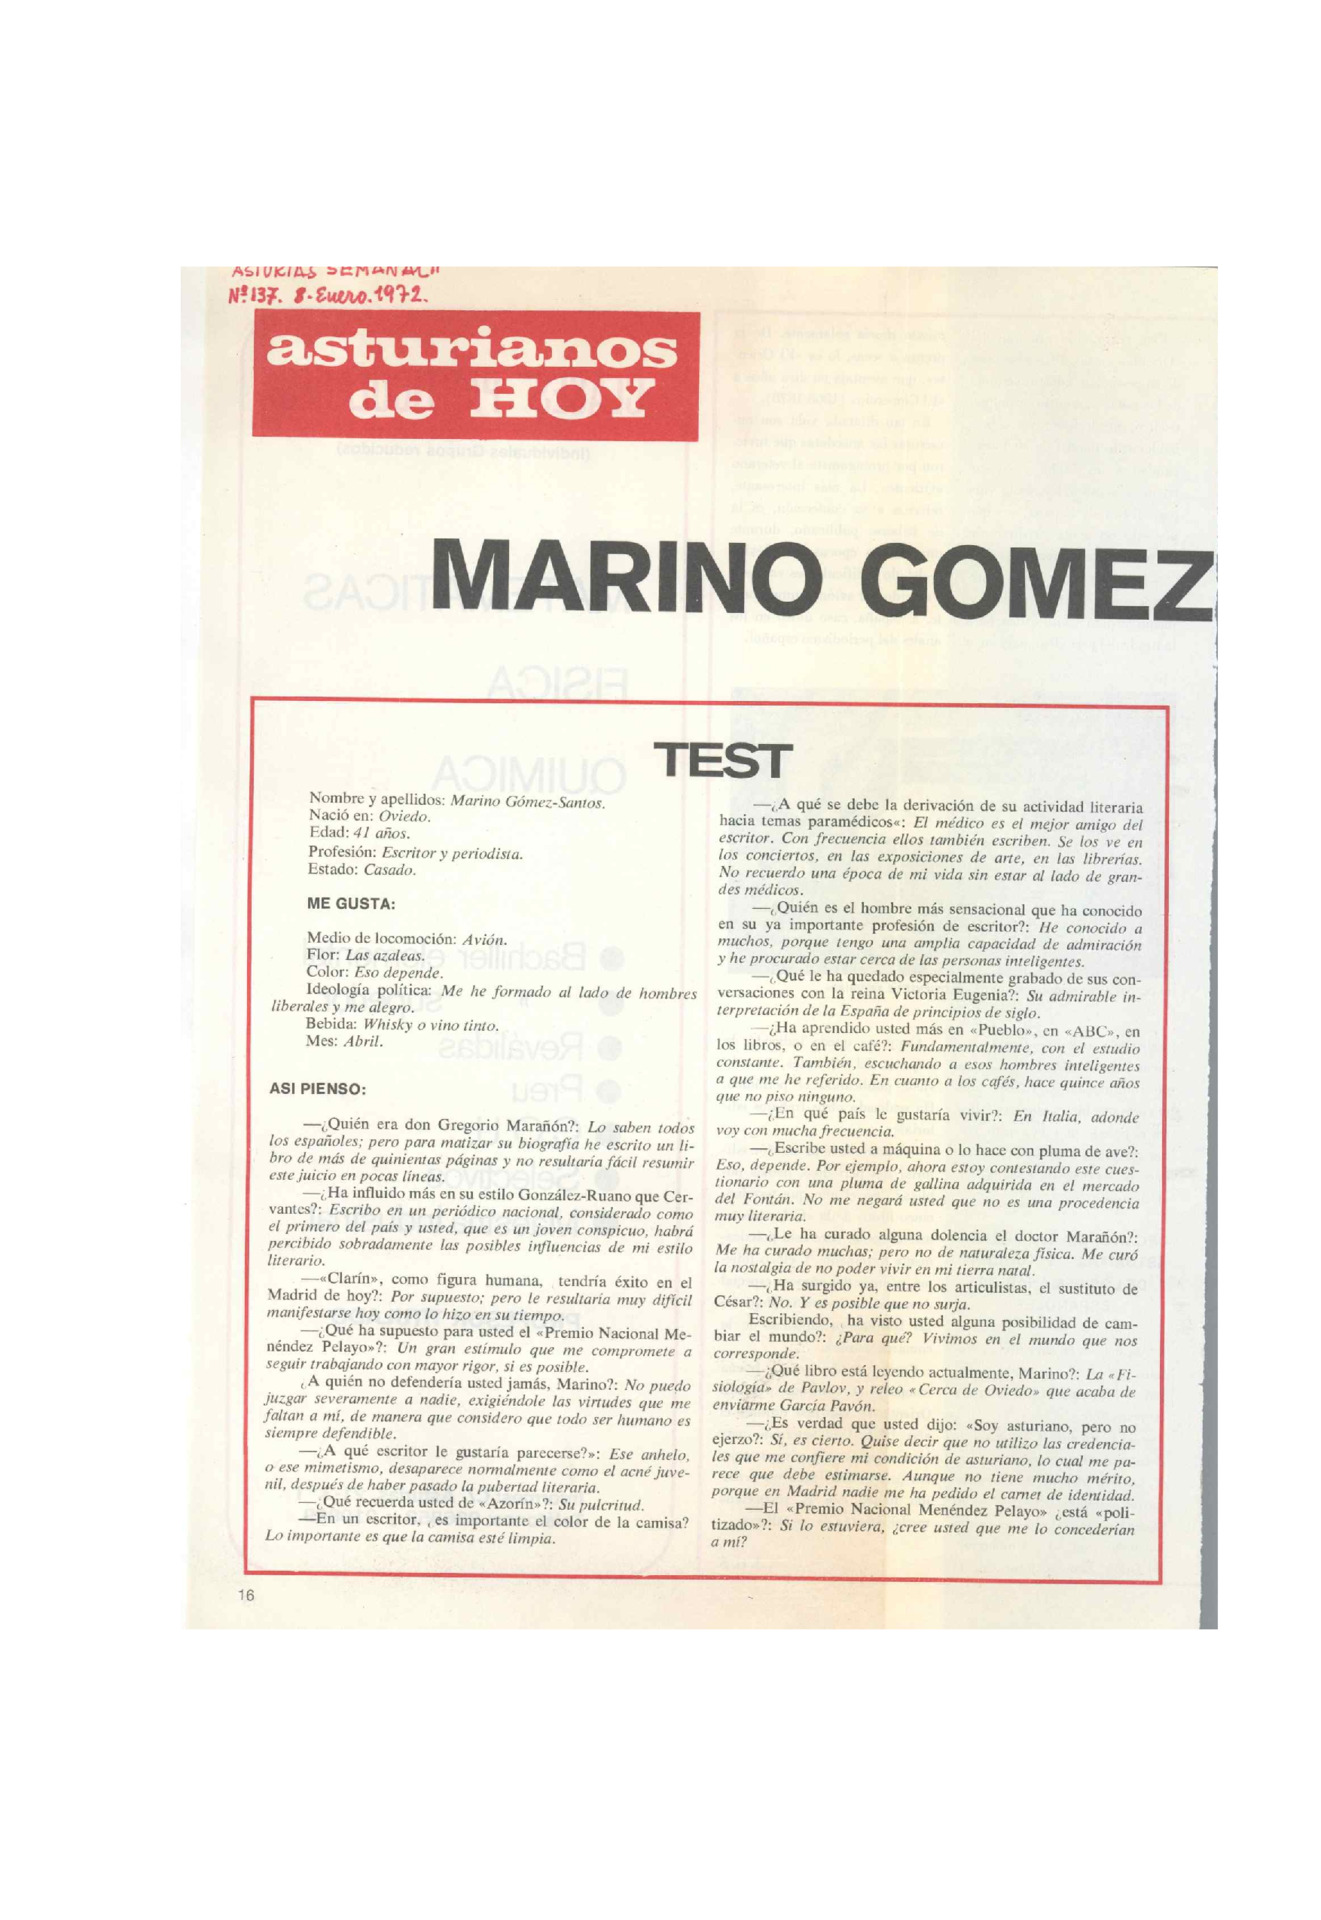 ASTURIAS SEMANAL"
Nº 137. 8-Enero.1972.
asturianos
de HOY
MARINO GOMEZ
TEST
Nombre y apellidos: Marino Gómez-Santos.
Nació en: Oviedo.
Edad: 41 años.
Profesión: Escritor y periodista.
Estado: Casado.
ME GUSTA:
Medio de locomoción: Avión.
Flor: Las azaleas.
Color: Eso depende.
Ideología política: Me he formado al lado de hombres
liberales y me alegro.
Bebida: Whisky o vino tinto.
Mes: Abril.
ASI PIENSO:
—¿Quién era don Gregorio Marañón?: Lo saben todos
los españoles; pero para matizar su biografía he escrito un li-
bro de más de quinientas páginas y no resultaría fácil resumir
este juicio en pocas líneas.
—¿Ha influido más en su estilo González-Ruano que Cer-
vantes?: Escribo en un periódico nacional, considerado como
el primero del país y usted, que es un joven conspicuo, habrá
percibido sobradamente las posibles influencias de mi estilo
literario.
—«Clarín», como figura humana, ¿tendría éxito en el
Madrid de hoy?: Por supuesto; pero le resultaría muy difícil
manifestarse hoy como lo hizo en su tiempo.
—¿Qué ha supuesto para usted el «Premio Nacional Me-
néndez Pelayo»?: Un gran estímulo que me compromete a
seguir trabajando con mayor rigor, si es posible.
¿A quién no defendería usted jamás, Marino?: No puedo
juzgar severamente a nadie, exigiéndole las virtudes que me
faltan a mí, de manera que considero que todo ser humano es
siempre defendible.
—¿A qué escritor le gustaría parecerse?»: Ese anhelo,
o ese mimetismo, desaparece normalmente como el acné juve-
nil, después de haber pasado la pubertad literaria.
—¿Qué recuerda usted de «Azorín»?: Su pulcritud.
—En un escritor, ¿es importante el color de la camisa?
Lo importante es que la camisa esté limpia.
—¿A qué se debe la derivación de su actividad literaria
hacia temas paramédicos«: El médico es el mejor amigo del
escritor. Con frecuencia ellos también escriben. Se los ve en
los conciertos, en las exposiciones de arte, en las librerías.
No recuerdo una época de mi vida sin estar al lado de gran-
des médicos.
—¿Quién es el hombre más sensacional que ha conocido
en su ya importante profesión de escritor?: He conocido a
muchos, porque tengo una amplia capacidad de admiración
y he procurado estar cerca de las personas inteligentes.
—¿Qué le ha quedado especialmente grabado de sus con-
versaciones con la reina Victoria Eugenia?: Su admirable in-
terpretación de la España de principios de siglo.
—¿Ha aprendido usted más en «Pueblo», en «ABC», en
los libros, o en el café?: Fundamentalmente, con el estudio
constante. También, escuchando a esos hombres inteligentes
a que me he referido. En cuanto a los cafés, hace quince años
que no piso ninguno.
—¿En qué país le gustaría vivir?: En Italia, adonde
voy con mucha frecuencia.
—¿Escribe usted a máquina o lo hace con pluma de ave?:
Eso, depende. Por ejemplo, ahora estoy contestando este cues-
tionario con una pluma de gallina adquirida en el mercado
del Fontán. No me negará usted que no es una procedencia
muy literaria.
—¿Le ha curado alguna dolencia el doctor Marañón?:
Me ha curado muchas; pero no de naturaleza física. Me curó
la nostalgia de no poder vivir en mi tierra natal.
—¿Ha surgido ya, entre los articulistas, el sustituto de
César?: No. Y es posible que no surja.
Escribiendo, ¿ha visto usted alguna posibilidad de cam-
biar el mundo?: ¿Para qué? Vivimos en el mundo que nos
corresponde.
—¿Qué libro está leyendo actualmente, Marino?: La «Fi-
siología» de Pavlov, y releo «Cerca de Oviedo» que acaba de
enviarme García Pavón.
—¿Es verdad que usted dijo: «Soy asturiano, pero no
ejerzo?: Sí, es cierto. Quise decir que no utilizo las credencia-
les que me confiere mi condición de asturiano, lo cual me pa-
rece que debe estimarse. Aunque no tiene mucho mérito,
porque en Madrid nadie me ha pedido el carnet de identidad.
—El «Premio Nacional Menéndez Pelayo» ¿está «poli-
tizado»?: Si lo estuviera, ¿cree usted que me lo concederían
a mí?
16